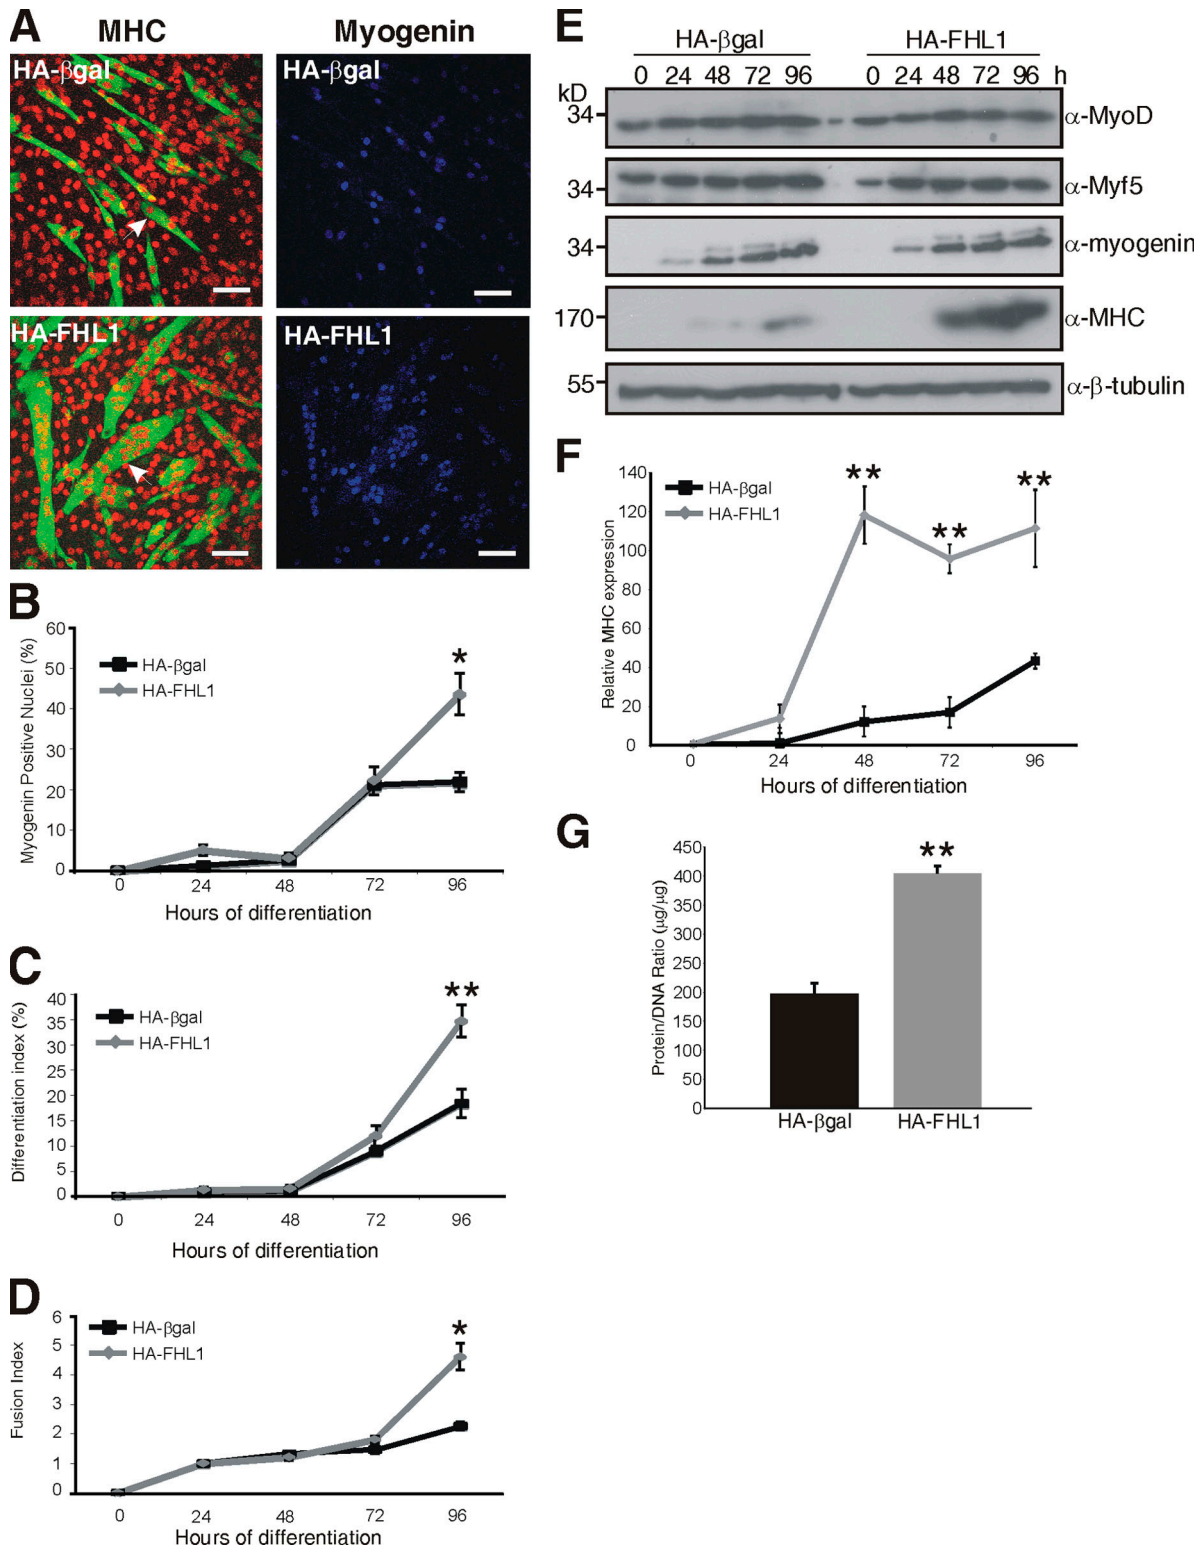 A
MHC
Myogenin
HA-βgal
HA-βgal
HA-FHL1
HA-FHL1
B
Myogenin Positive Nuclei (%)
60
50
40
30
20
10
0
HA-βgal
HA-FHL1
*
0 24 48 72 96
Hours of differentiation
C
Differentiation index (%)
40
35
30
25
20
15
10
5
0
HA-βgal
HA-FHL1
**
0 24 48 72 96
Hours of differentiation
D
Fusion Index
6
5
4
3
2
1
0
HA-βgal
HA-FHL1
*
0 24 48 72 96
Hours of differentiation
E
HA-βgal HA-FHL1
0 24 48 72 96 0 24 48 72 96 h
kD
34 α-MyoD
34 α-Myf5
34 α-myogenin
170 α-MHC
55 α-β-tubulin
F
Relative MHC expression
140
120
100
80
60
40
20
0
HA-βgal
HA-FHL1
** ** **
0 24 48 72 96
Hours of differentiation
G
Protein/DNA Ratio (μg/μg)
450
400
350
300
250
200
150
100
50
0
**
HA-βgal HA-FHL1